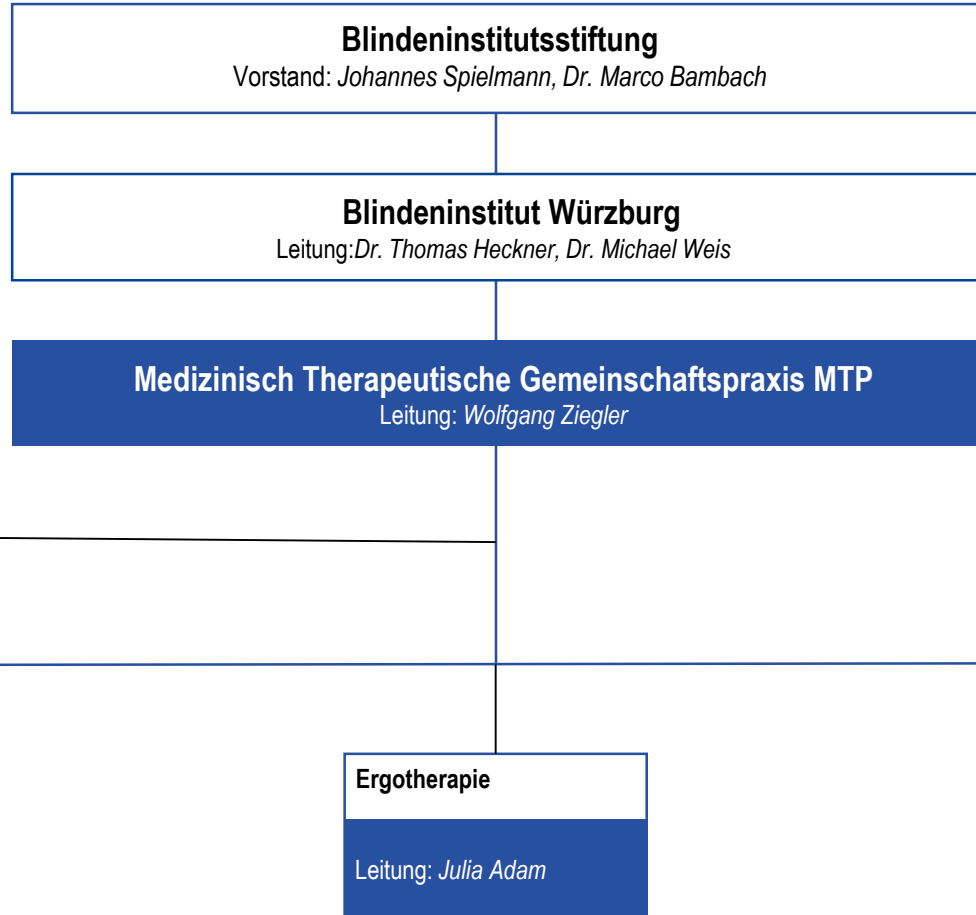 Blindeninstitutsstiftung
Vorstand: Johannes Spielmann, Dr. Marco Bambach
Blindeninstitut Würzburg
Leitung:Dr. Thomas Heckner, Dr. Michael Weis
Medizinisch Therapeutische Gemeinschaftspraxis MTP
Leitung: Wolfgang Ziegler
Ergotherapie
Leitung: Julia Adam